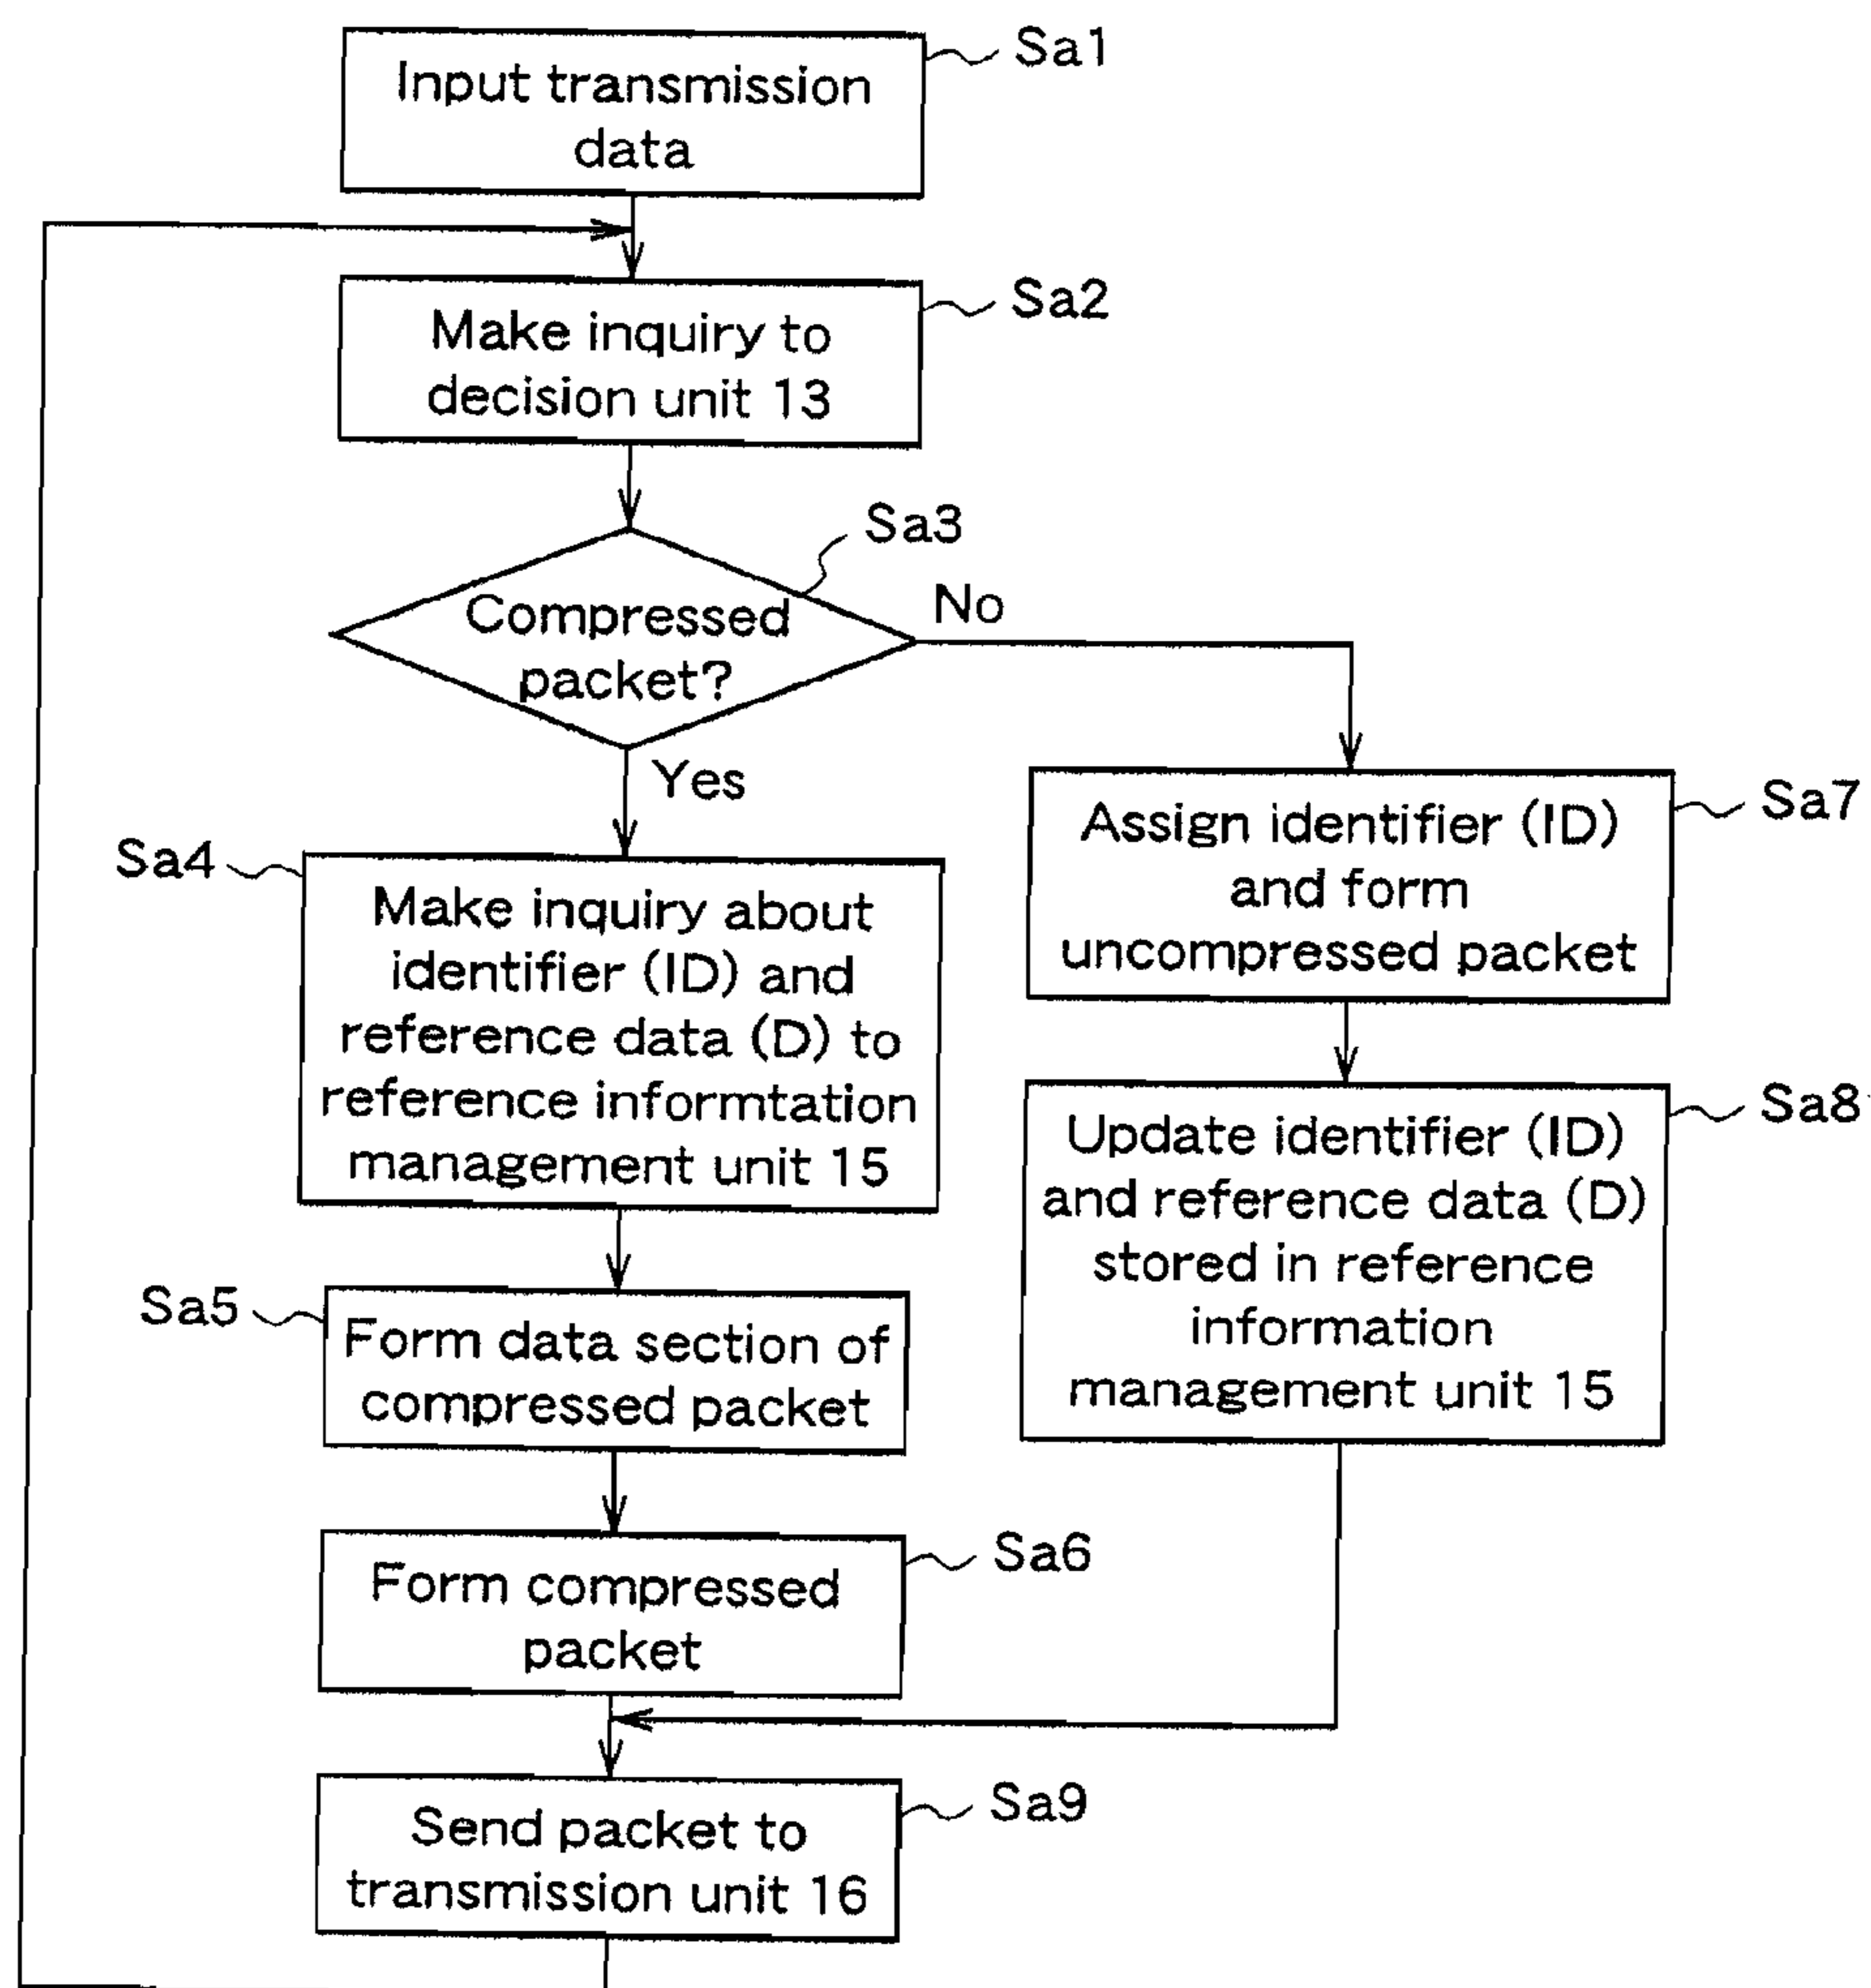 Sa1
Input transmission
data
Sa2
Make inquiry to
decision unit 13
Sa3
Compressed
packet?
No
Yes
Sa4
Make inquiry about
identifier (ID) and
reference data (D) to
reference informtation
management unit 15
Sa7
Assign identifier (ID)
and form
uncompressed packet
Sa8
Update identifier (ID)
and reference data (D)
stored in reference
information
management unit 15
Sa5
Form data section of
compressed packet
Sa6
Form compressed
packet
Sa9
Send packet to
transmission unit 16